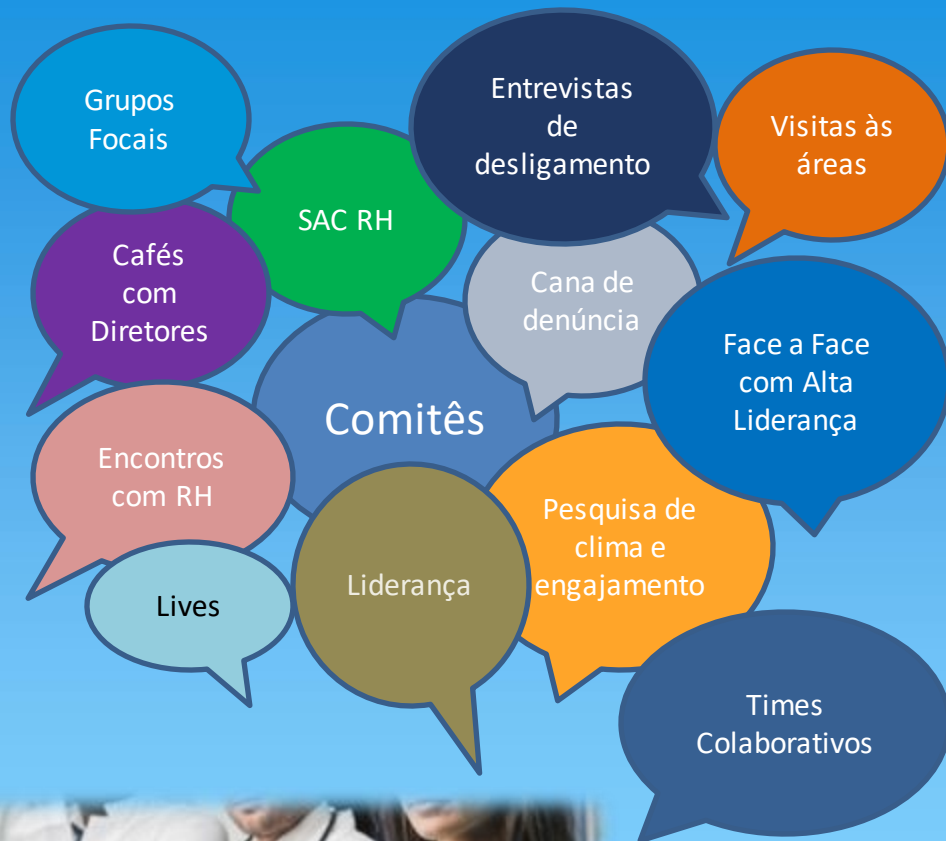 Grupos
Focais
Entrevistas
de
desligamento
Visitas às
áreas
SAC RH
Cafés
com
Diretores
Cana de
denúncia
Face a Face
com Alta
Liderança
Comitês
Encontros
com RH
Pesquisa de
clima e
engajamento
Liderança
Lives
Times
Colaborativos